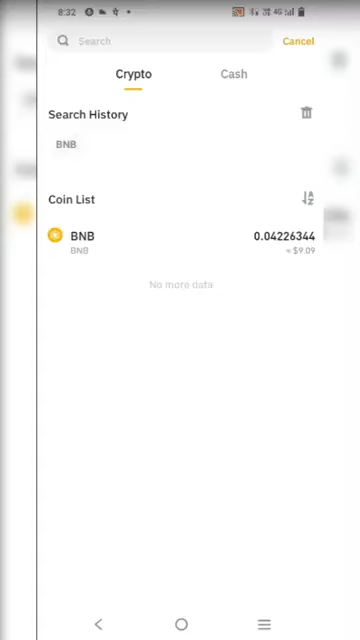 8:32
4G
Search
Cancel
Crypto
Cash
Search History
BNB
Coin List
BNB
0.04226344
BNB
≈ $9.09
No more data